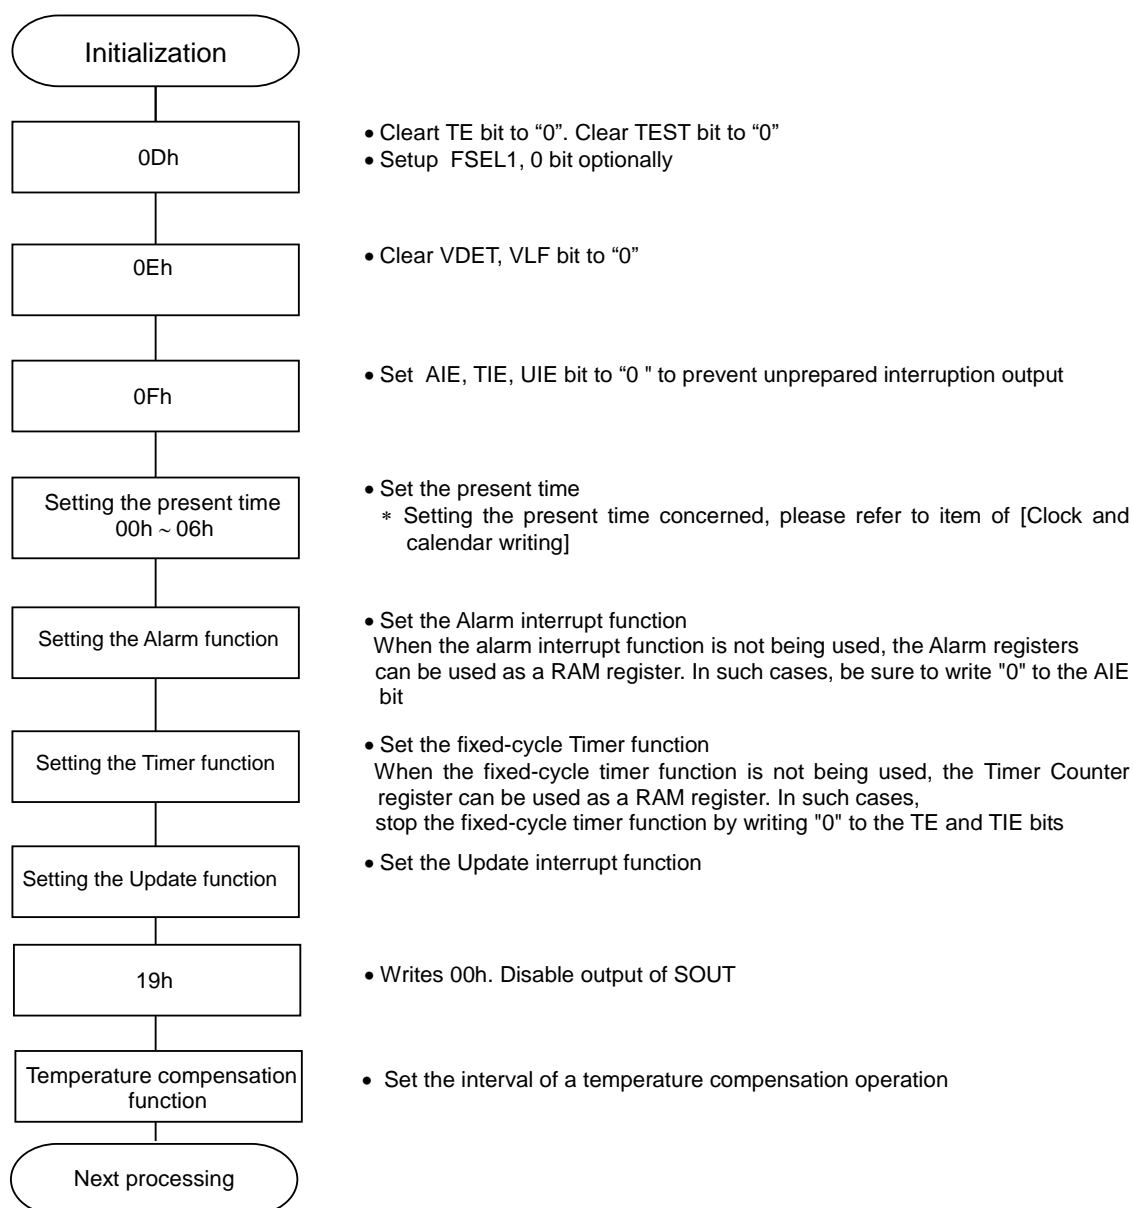 Initialization
0Dh
• Cleart TE bit to “0”. Clear TEST bit to “0”
• Setup FSEL1, 0 bit optionally
0Eh
• Clear VDET, VLF bit to “0”
0Fh
• Set AIE, TIE, UIE bit to “0 " to prevent unprepared interruption output
Setting the present time
00h ~ 06h
• Set the present time
* Setting the present time concerned, please refer to item of [Clock and
calendar writing]
Setting the Alarm function
• Set the Alarm interrupt function
When the alarm interrupt function is not being used, the Alarm registers
can be used as a RAM register. In such cases, be sure to write "0" to the AIE
bit
Setting the Timer function
• Set the fixed-cycle Timer function
When the fixed-cycle timer function is not being used, the Timer Counter
register can be used as a RAM register. In such cases,
stop the fixed-cycle timer function by writing "0" to the TE and TIE bits
Setting the Update function
• Set the Update interrupt function
19h
• Writes 00h. Disable output of SOUT
Temperature compensation
function
• Set the interval of a temperature compensation operation
Next processing